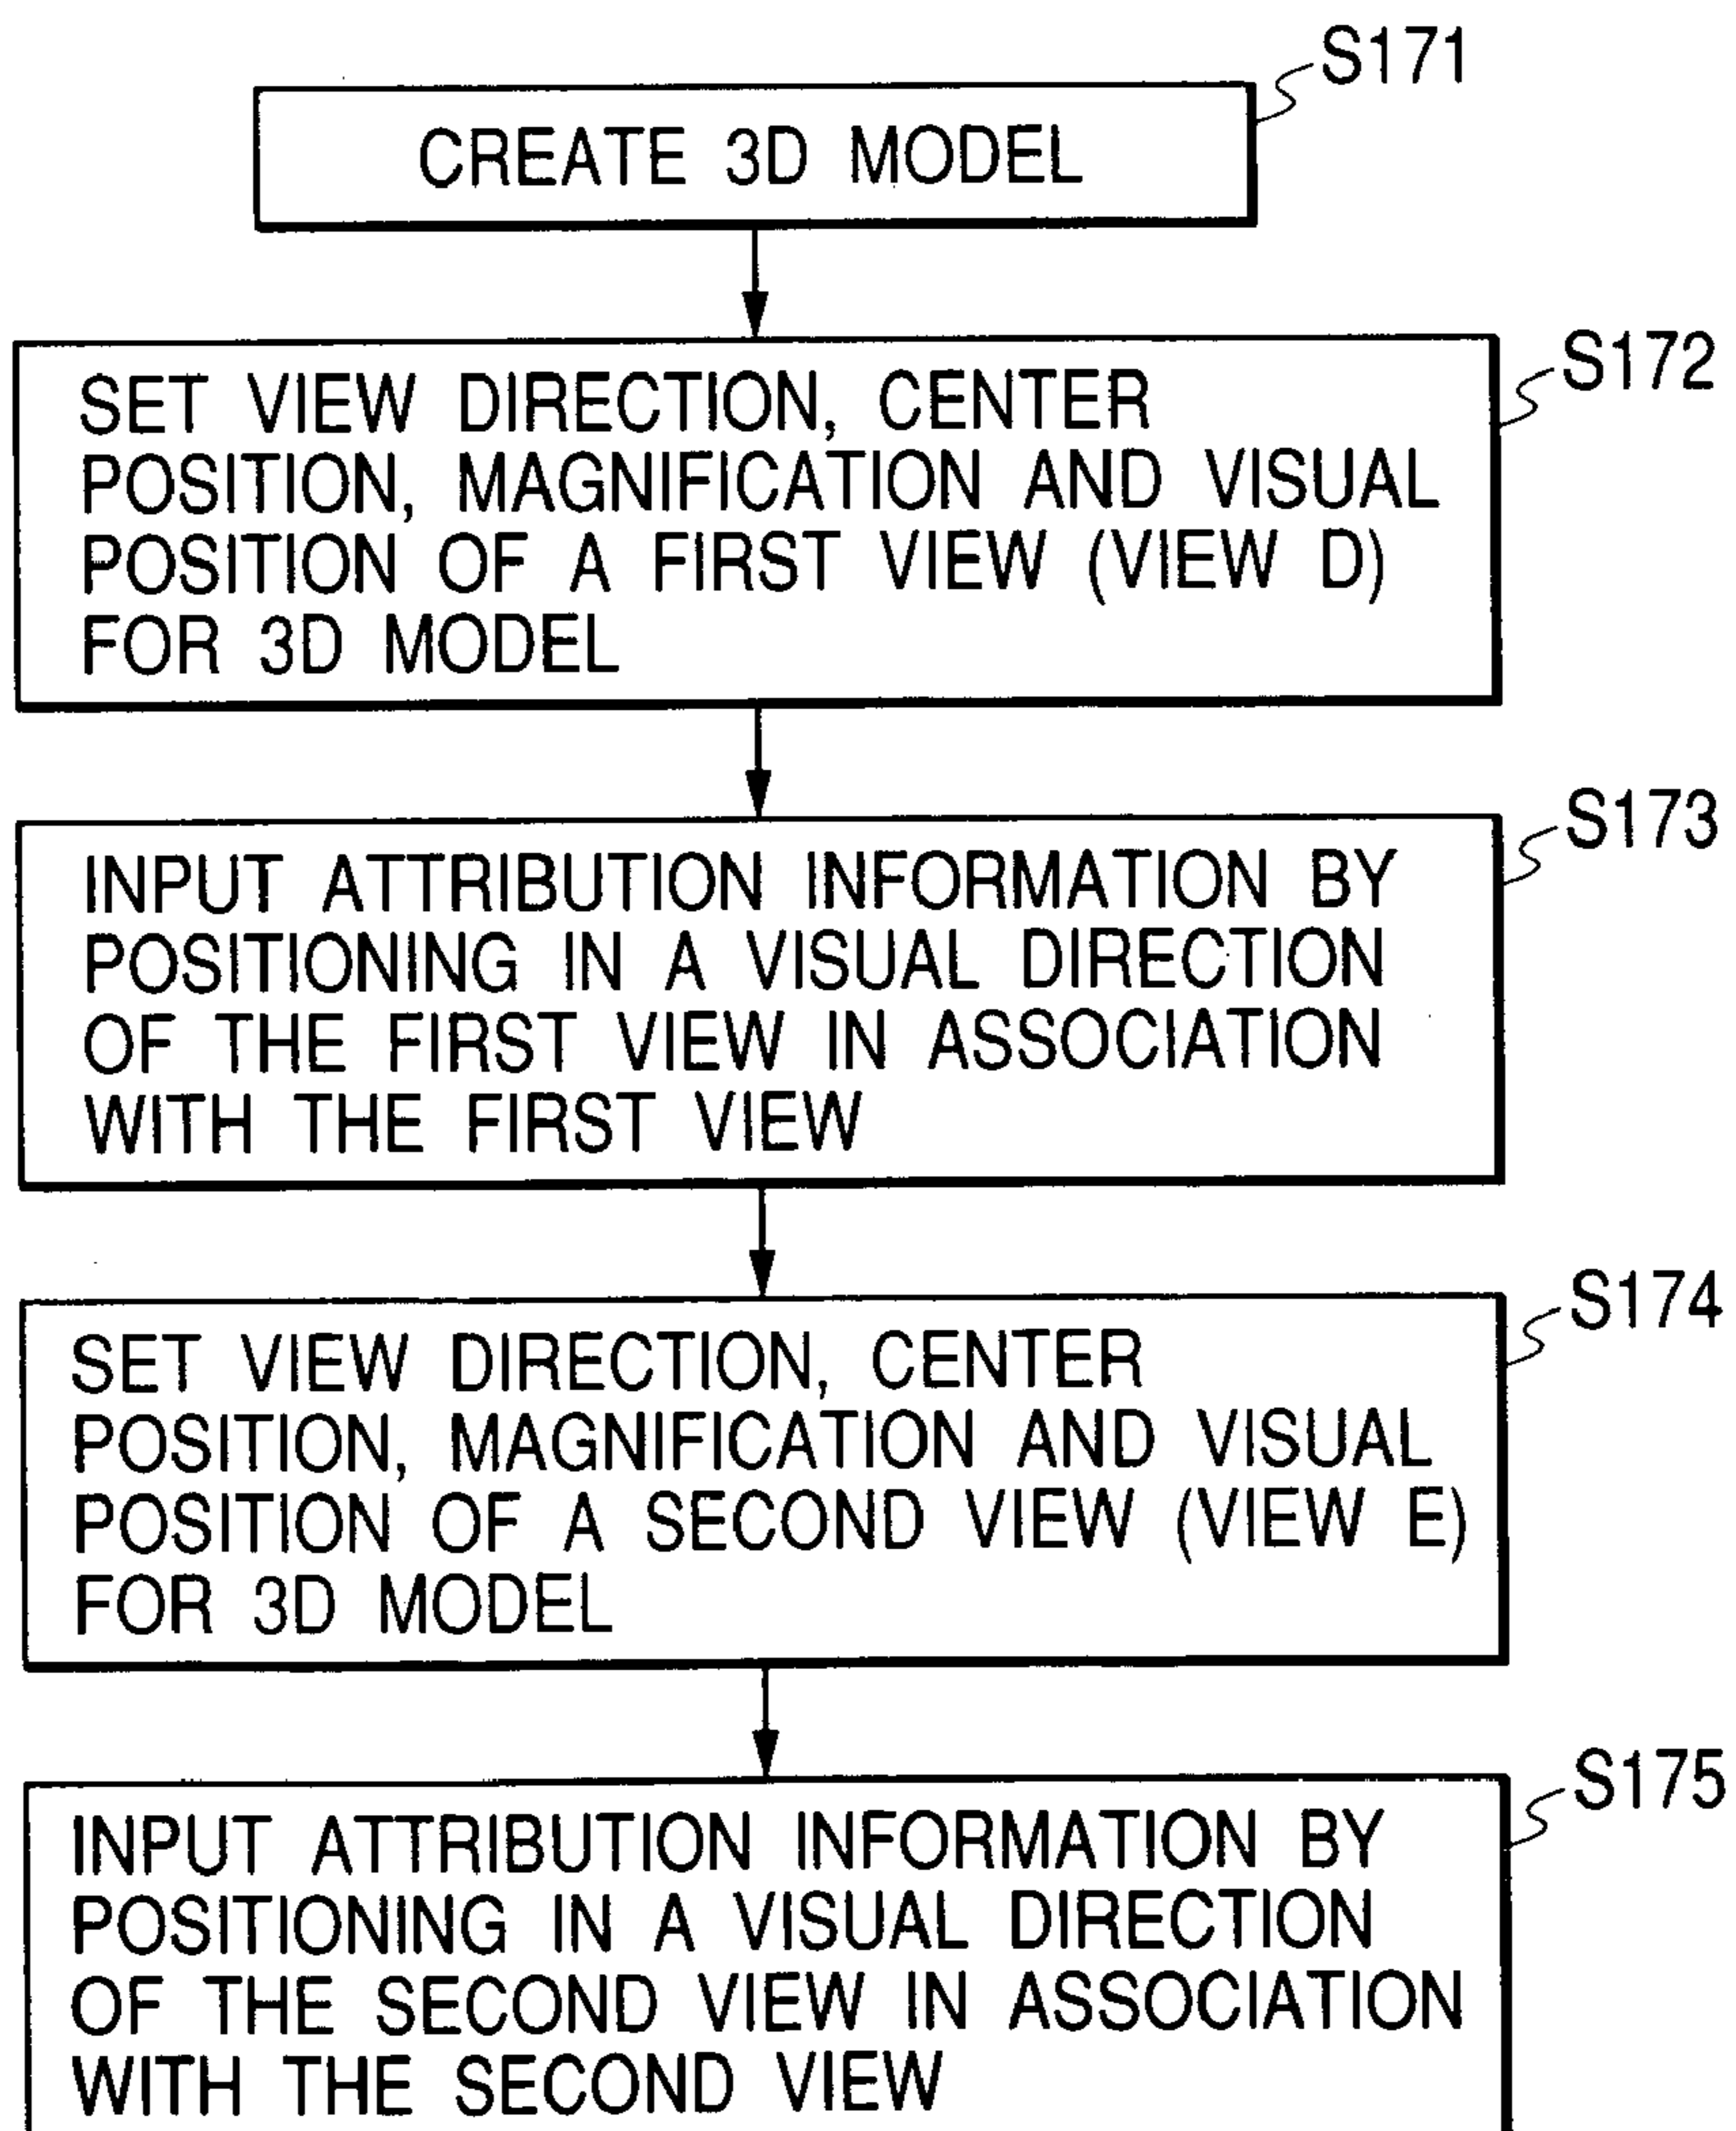 S171
CREATE 3D MODEL
S172
SET VIEW DIRECTION, CENTER
POSITION, MAGNIFICATION AND VISUAL
POSITION OF A FIRST VIEW (VIEW D)
FOR 3D MODEL
S173
INPUT ATTRIBUTION INFORMATION BY
POSITIONING IN A VISUAL DIRECTION
OF THE FIRST VIEW IN ASSOCIATION
WITH THE FIRST VIEW
S174
SET VIEW DIRECTION, CENTER
POSITION, MAGNIFICATION AND VISUAL
POSITION OF A SECOND VIEW (VIEW E)
FOR 3D MODEL
S175
INPUT ATTRIBUTION INFORMATION BY
POSITIONING IN A VISUAL DIRECTION
OF THE SECOND VIEW IN ASSOCIATION
WITH THE SECOND VIEW